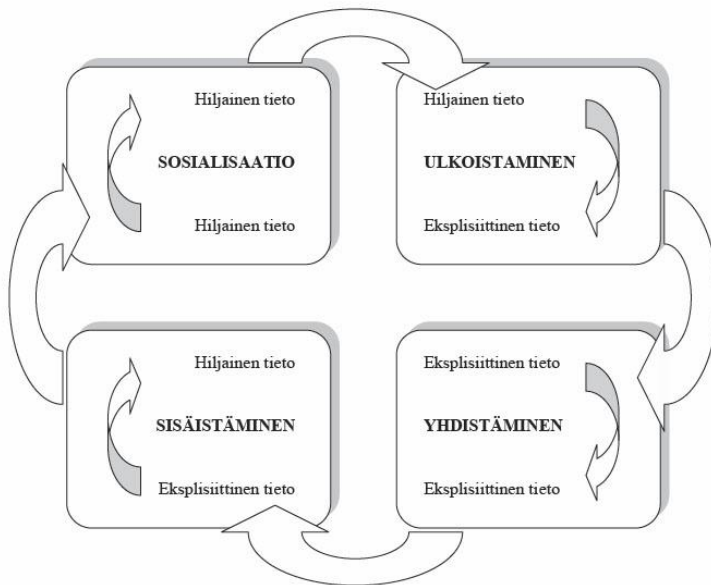 Hiljainen tieto
SOSIALISAATIO
Hiljainen tieto
Hiljainen tieto
ULKOISTAMINEN
Eksplisiittinen tieto
Hiljainen tieto
SISÄISTÄMINEN
Eksplisiittinen tieto
Eksplisiittinen tieto
YHDISTÄMINEN
Eksplisiittinen tieto